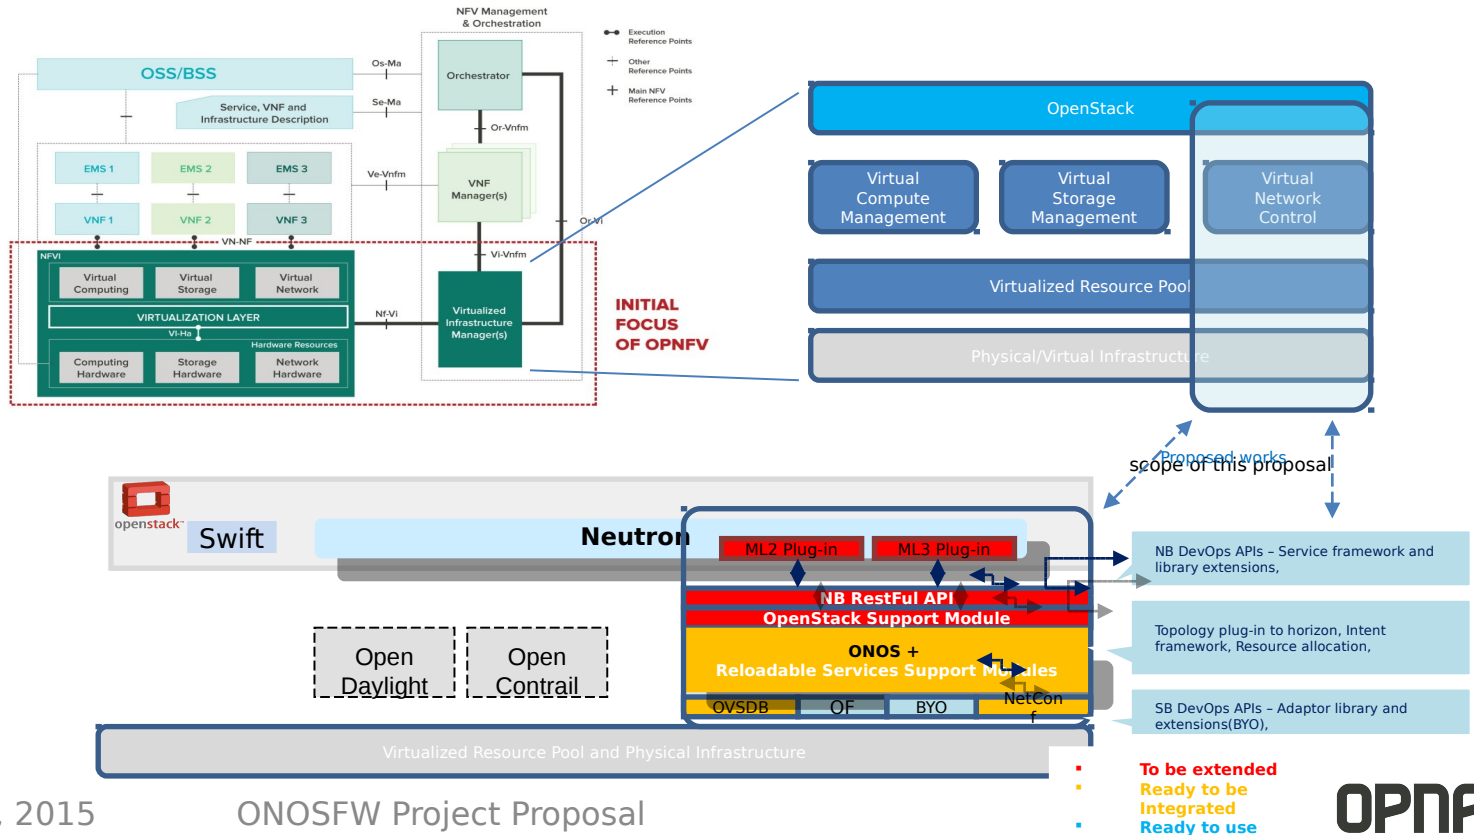 NFV Management
& Orchestration
Execution
Reference Points
Other
Reference Points
Main NFV
Reference Points
OSS/BSS
Os-Ma
Orchestrator
Service, VNF and
Infrastructure Description
Se-Ma
Or-Vnfm
EMS 1
EMS 2
EMS 3
Ve-Vnfm
VNF
Manager(s)
VNF 1
VNF 2
VNF 3
Or-Vi
VN-NF
Vi-Vnfm
NFVI
Virtual
Computing
Virtual
Storage
Virtual
Network
VIRTUALIZATION LAYER
Nf-Vi
Virtualized
Infrastructure
Manager(s)
VI-Ha
Hardware Resources
Computing
Hardware
Storage
Hardware
Network
Hardware
INITIAL
FOCUS
OF OPNFV
OpenStack
Virtual
Compute
Management
Virtual
Storage
Management
Virtual
Network
Control
Virtualized Resource Pool
Physical/Virtual Infrastructure
Proposed works
scope of this proposal
openstack
Swift
Neutron
ML2 Plug-in
ML3 Plug-in
NB RestFul API
OpenStack Support Module
ONOS +
Reloadable Services Support Modules
OVSDB
OF
BYO
NetCon
f
Open
Daylight
Open
Contrail
Virtualized Resource Pool and Physical Infrastructure
NB DevOps APIs – Service framework and
library extensions,
Topology plug-in to horizon, Intent
framework, Resource allocation,
SB DevOps APIs – Adaptor library and
extensions(BYO),
To be extended
Ready to be
Integrated
Ready to use
, 2015
ONOSFW Project Proposal
OPNF